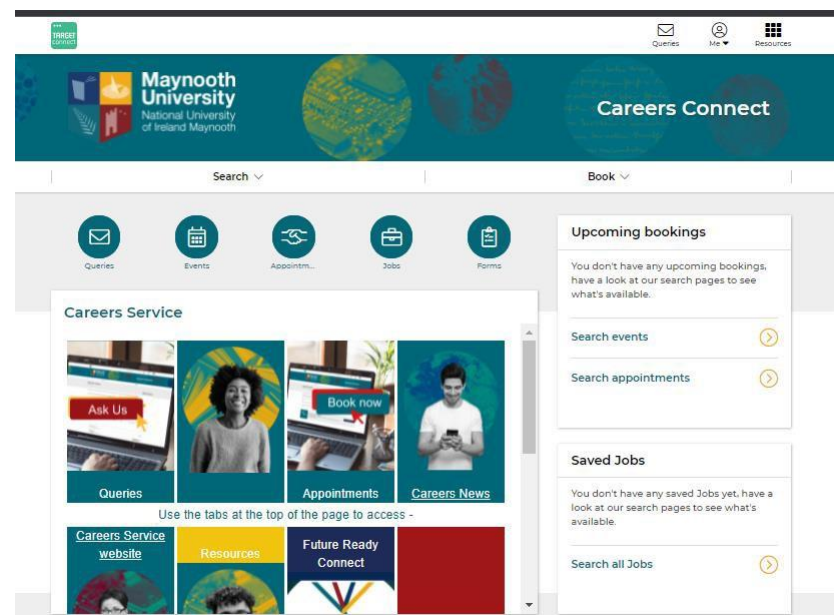 TARGET
connect
Queries
Me
Resources
Maynooth
University
National University
of Ireland Maynooth
Careers Connect
Search
Book
Queries
Events
Appointm...
Jobs
Forms
Careers Service
Ask Us
Book now
Queries
Appointments
Careers News
Use the tabs at the top of the page to access -
Careers Service
website
Resources
Future Ready
Connect
Upcoming bookings
You don't have any upcoming bookings,
have a look at our search pages to see
what's available.
Search events
Search appointments
Saved Jobs
You don't have any saved Jobs yet, have a
look at our search pages to see what's
available.
Search all Jobs